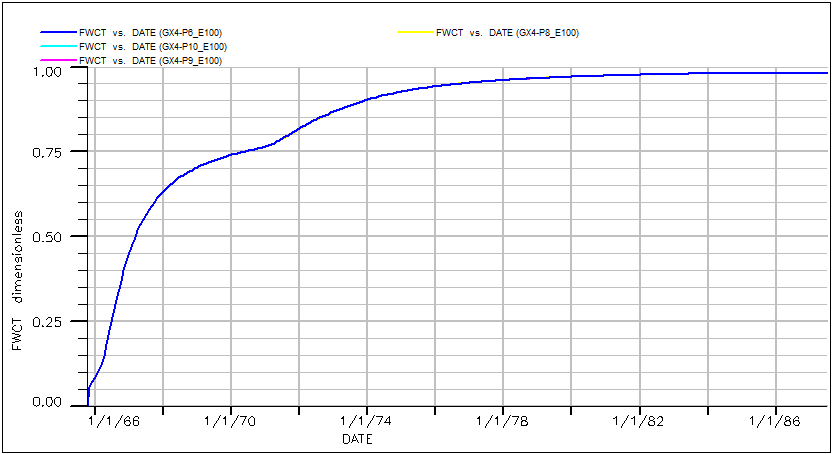 FWCT vs. DATE (GX4-P6_E100) FWCT vs. DATE (GX4-P8_E100)
FWCT vs. DATE (GX4-P10_E100)
FWCT vs. DATE (GX4-P9_E100)
1.00
0.75
0.50
0.25
0.00
FWCT dimensionless
1/1/66 1/1/70 1/1/74 1/1/78 1/1/82 1/1/86
DATE